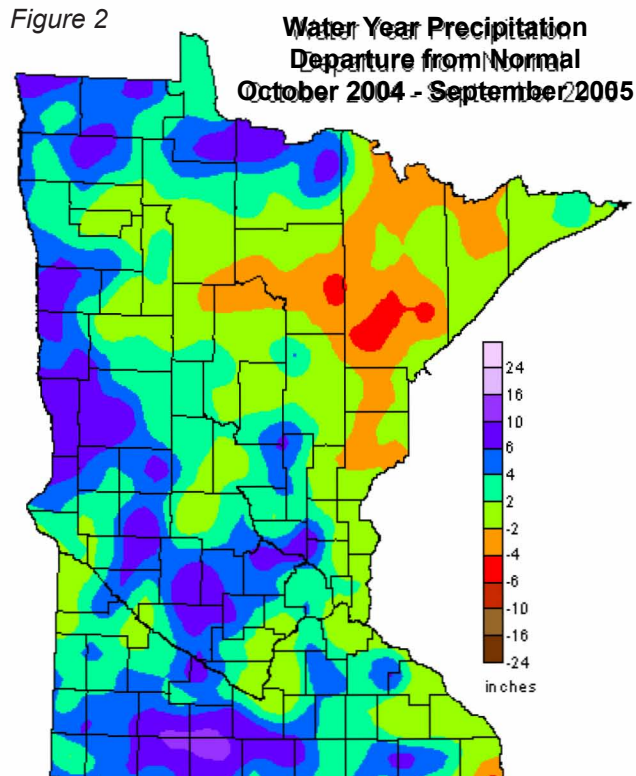 Figure 2
Water Year Precipitation
Departure from Normal
October 2004 - September 2005
24
16
10
6
4
2
-2
-4
-6
-10
-16
-24
inches